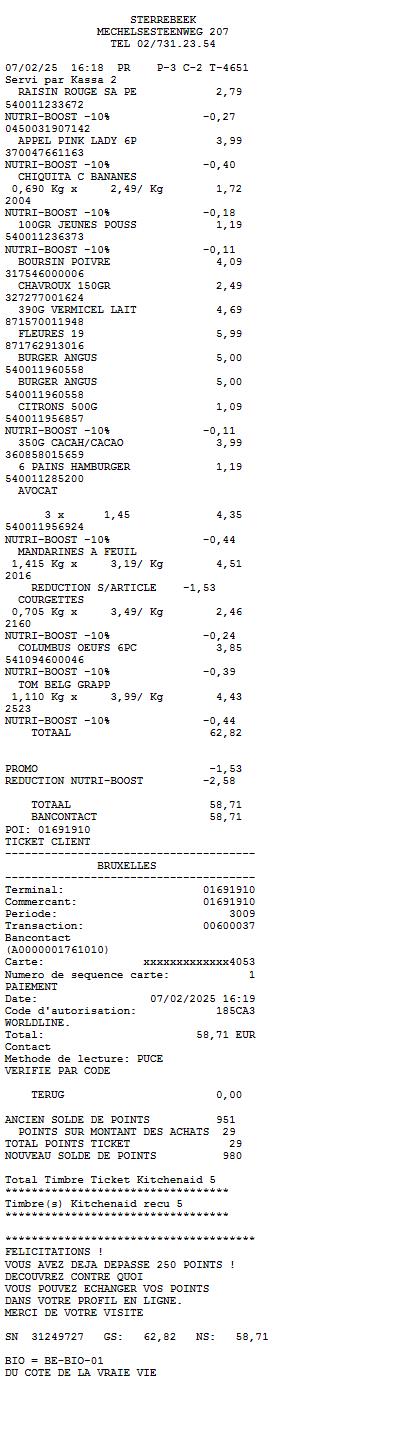 STERREBEEK
MECHELSESTEENWEG 207
TEL 02/731.23.54
07/02/25 16:18 PR P-3 C-2 T-4651
Servi par Kassa 2
RAISIN ROUGE SA PE 2,79
540011233672
NUTRI-BOOST -10% -0,27
0450031907142
APPEL PINK LADY 6P 3,99
370047661163
NUTRI-BOOST -10% -0,40
CHIQUITA C BANANES
0,690 Kg x 2,49/ Kg 1,72
2004
NUTRI-BOOST -10% -0,18
100GR JEUNES POUSS 1,19
540011236373
NUTRI-BOOST -10% -0,11
BOURSIN POIVRE 4,09
317546000006
CHAVROUX 150GR 2,49
327277001624
390G VERMICEL LAIT 4,69
871570011948
FLEURES 19 5,99
871762913016
BURGER ANGUS 5,00
540011960558
BURGER ANGUS 5,00
540011960558
CITRONS 500G 1,09
540011956857
NUTRI-BOOST -10% -0,11
350G CACAH/CACAO 3,99
360858015659
6 PAINS HAMBURGER 1,19
540011285200
AVOCAT
3 x 1,45 4,35
540011956924
NUTRI-BOOST -10% -0,44
MANDARINES A FEUIL
1,415 Kg x 3,19/ Kg 4,51
2016
REDUCTION S/ARTICLE -1,53
COURGETTES
0,705 Kg x 3,49/ Kg 2,46
2160
NUTRI-BOOST -10% -0,24
COLUMBUS OEUFS 6PC 3,85
541094600046
NUTRI-BOOST -10% -0,39
TOM BELG GRAPP
1,110 Kg x 3,99/ Kg 4,43
2523
NUTRI-BOOST -10% -0,44
TOTAAL 62,82
PROMO -1,53
REDUCTION NUTRI-BOOST -2,58
TOTAAL 58,71
BANCONTACT 58,71
POI: 01691910
TICKET CLIENT
--------------------------------------
BRUXELLES
--------------------------------------
Terminal: 01691910
Commercant: 01691910
Periode: 3009
Transaction: 00600037
Bancontact
(A0000001761010)
Carte: xxxxxxxxxxxxx4053
Numero de sequence carte: 1
PAIEMENT
Date: 07/02/2025 16:19
Code d'autorisation: 185CA3
WORLDLINE.
Total: 58,71 EUR
Contact
Methode de lecture: PUCE
VERIFIE PAR CODE
TERUG 0,00
ANCIEN SOLDE DE POINTS 951
POINTS SUR MONTANT DES ACHATS 29
TOTAL POINTS TICKET 29
NOUVEAU SOLDE DE POINTS 980
Total Timbre Ticket Kitchenaid 5
**********************************
Timbre(s) Kitchenaid recu 5
**********************************
**************************************
FELICITATIONS !
VOUS AVEZ DEJA DEPASSE 250 POINTS !
DECOUVREZ CONTRE QUOI
VOUS POUVEZ ECHANGER VOS POINTS
DANS VOTRE PROFIL EN LIGNE.
MERCI DE VOTRE VISITE
SN 31249727 GS: 62,82 NS: 58,71
BIO = BE-BIO-01
DU COTE DE LA VRAIE VIE